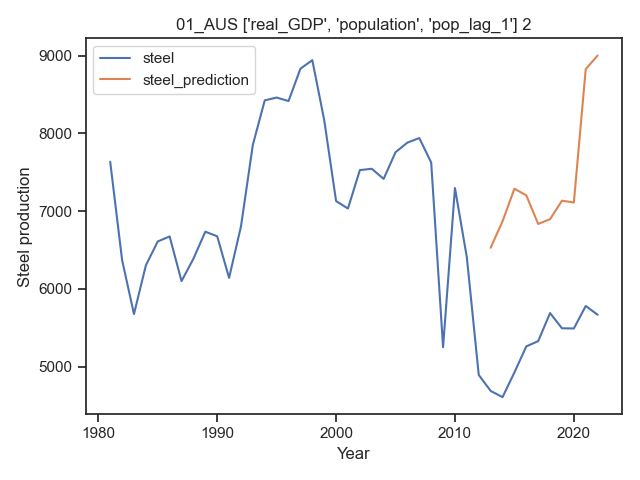 01_AUS ['real_GDP', 'population', 'pop_lag_1'] 2
steel
steel_prediction
9000
8000
7000
6000
5000
Steel production
1980
1990
2000
2010
2020
Year